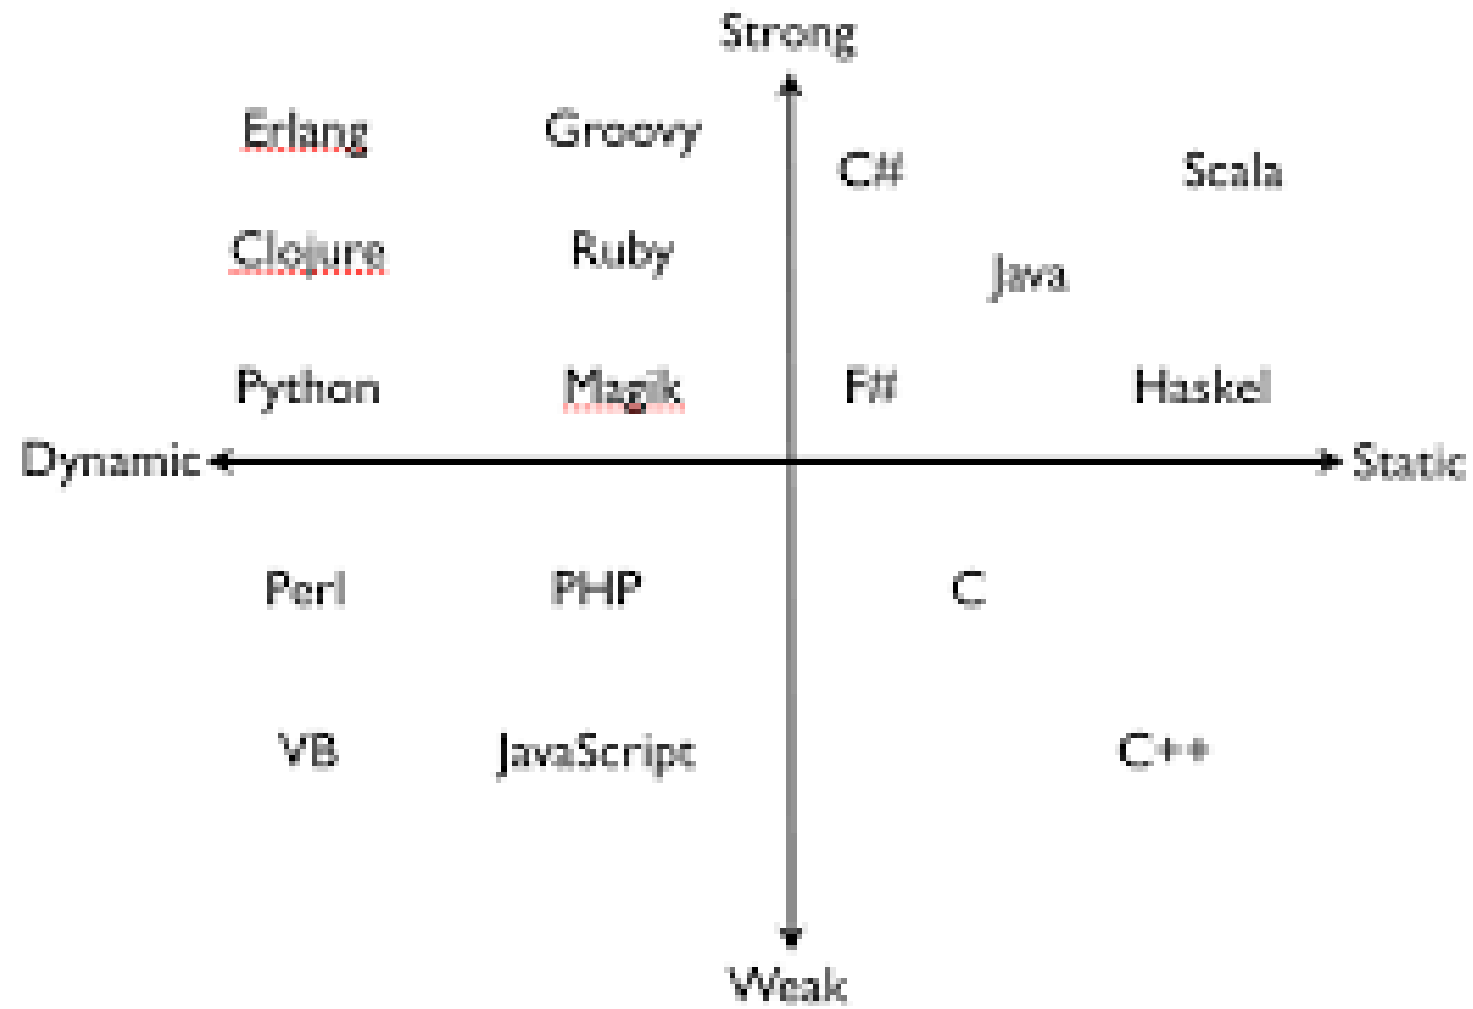 Strong
Erlang Groovy
C# Scala
Clojure Ruby
Java
Python Magik F# Haskel
Dynamic Static
Perl PHP C
VB JavaScript C++
Weak